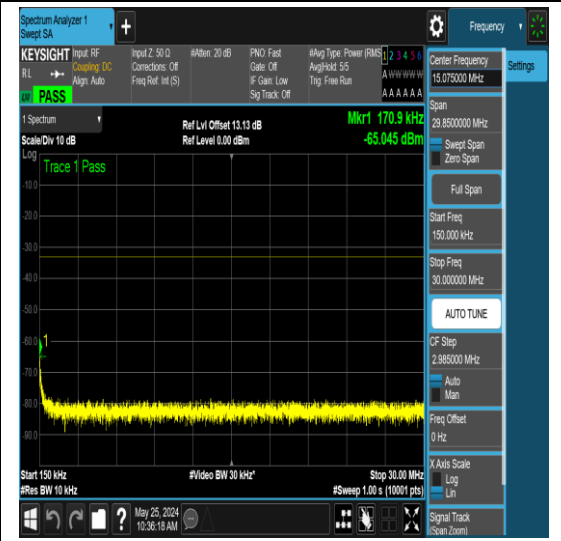 Spectrum Analyzer 1
Swept SA
+
Frequency
KEYSIGHT
RL
PASS
Input: RF
Coupling: DC
Align: Auto
Input Z: 50 Ω
Corrections: Off
Freq Ref: Int (S)
#Atten: 20 dB
PNO: Fast
Gate: Off
IF Gain: Low
Sig Track: Off
#Avg Type: Power (RMS
Avg|Hold: 5/5
Trig: Free Run
1 2 3 4 5 6
A W W W W W
A A A A A A
1 Spectrum
Scale/Div 10 dB
Ref Lvl Offset 13.13 dB
Ref Level 0.00 dBm
Mkr1 170.9 kHz
-65.045 dBm
Log
Trace 1 Pass
-10.0
-20.0
-30.0
-40.0
-50.0
-60.0
1
-70.0
-80.0
-90.0
Start 150 kHz
#Res BW 10 kHz
#Video BW 30 kHz*
Stop 30.00 MHz
#Sweep 1.00 s (10001 pts)
May 25, 2024
10:36:18 AM
?
Center Frequency
15.075000 MHz
Settings
Span
29.8500000 MHz
Swept Span
Zero Span
Full Span
Start Freq
150.000 kHz
Stop Freq
30.000000 MHz
AUTO TUNE
CF Step
2.985000 MHz
Auto
Man
Freq Offset
0 Hz
X Axis Scale
Log
Lin
Signal Track
(Span Zoom)